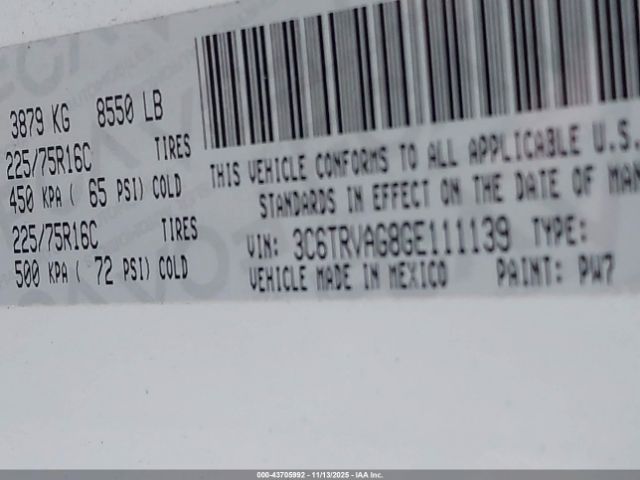 3879 KG 8550 LB
225/75R16C TIRES
450 KPA ( 65 PSI) COLD
225/75R16C TIRES
500 KPA ( 72 PSI) COLD
THIS VEHICLE CONFORMS TO ALL APPLICABLE U.S.
STANDARDS IN EFFECT ON THE DATE OF MAN
VIN: 3C6TRVAG8GE111139 TYPE:
VEHICLE MADE IN MEXICO PAINT: PW7
000-43705992 - 11/13/2025 - IAA Inc.